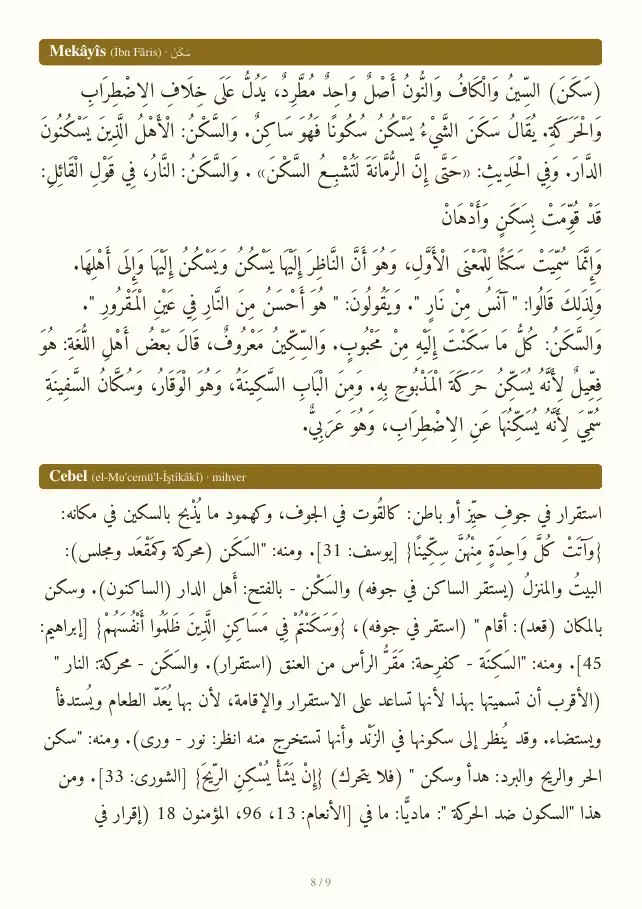 Mekâyîs (İbn Fâris) · سَكَنَ
(سَكَنَ) السِّينُ وَالْكَافُ وَالنُّونُ أَصْلٌ وَاحِدٌ مُطَّرِدٌ، يَدُلُّ عَلَى خِلَافِ الِاضْطِرَابِ
وَالْحَرَكَةِ. يُقَالُ سَكَنَ الشَّيْءُ يَسْكُنُ سُكُونًا فَهُوَ سَاكِنٌ. وَالسَّكْنُ: الْأَهْلُ الَّذِينَ يَسْكُنُونَ
الدَّارَ. وَفِي الْحَدِيثِ: «حَتَّى إِنَّ الرُّمَّانَةَ لَتُشْبِعُ السَّكْنَ» . وَالسَّكَنُ: النَّارُ، فِي قَوْلِ الْقَائِلِ:
قَدْ قُوِّمَتْ بِسَكَنٍ وَأَدْهَانْ
وَإِنَّمَا سُمِّيَتْ سَكَنًا لِلْمَعْنَى الْأَوَّلِ، وَهُوَ أَنَّ النَّاظِرَ إِلَيْهَا يَسْكُنُ وَيَسْكُنُ إِلَيْهَا وَإِلَى أَهْلِهَا.
وَلِذَلِكَ قَالُوا: " آنَسُ مِنْ نَارٍ ". وَيَقُولُونَ: " هُوَ أَحْسَنُ مِنَ النَّارِ فِي عَيْنِ الْمَقْرُورِ ".
وَالسَّكَنُ: كُلُّ مَا سَكَنْتَ إِلَيْهِ مِنْ مَحْبُوبٍ. وَالسِّكِّينُ مَعْرُوفٌ، قَالَ بَعْضُ أَهْلِ اللُّغَةِ: هُوَ
فِعِّيلٌ لِأَنَّهُ يُسَكِّنُ حَرَكَةَ الْمَذْبُوحِ بِهِ. وَمِنَ الْبَابِ السَّكِينَةُ، وَهُوَ الْوَقَارُ، وَسُكَّانُ السَّفِينَةِ
سُمِّيَ لِأَنَّهُ يُسَكِّنُهَا عَنِ الِاضْطِرَابِ، وَهُوَ عَرَبِيٌّ.
Cebel (el-Mu'cemü'l-İştikâkî) · mihver
استقرار في جوفِ حيِّز أو باطن: كالقُوت في الجوف، وكهمود ما يُذْبح بالسكين في مكانه:
{وَآتَتْ كُلَّ وَاحِدَةٍ مِنْهُنَّ سِكِّينًا} [يوسف: 31]. ومنه: "السَكَن (محركة وكَمَقْعَد ومجلس):
البيتُ والمنزلُ (يستقر الساكن في جوفه) والسَكْن - بالفتح: أَهل الدار (الساكنون). وسكن
بالمكان (قعد): أقام " (استقر في جوفه)، {وَسَكَنْتُمْ فِي مَسَاكِنِ الَّذِينَ ظَلَمُوا أَنْفُسَهُمْ} [إبراهيم:
45]. ومنه: "السَكِنَة - كفرِحة: مَقَرُّ الرأس من العنق (استقرار). والسَكَن - محركة: النار "
(الأقرب أن تسميتها بهذا لأنها تساعد على الاستقرار والإقامة، لأن بها يُعَدّ الطعام ويُستدفأ
ويستضاء. وقد يُنظر إلى سكونها في الزَنْد وأنها تستخرج منه انظر: نور - ورى). ومنه: "سكن
الحر والريح والبرد: هدأ وسكن " (فلا يتحرك) {إِنْ يَشَأْ يُسْكِنِ الرِّيحَ} [الشورى: 33]. ومن
هذا "السكون ضد الحركة ": ماديًّا: ما في [الأنعام: 13، 96، المؤمنون 18 (إقرار في
8 / 9